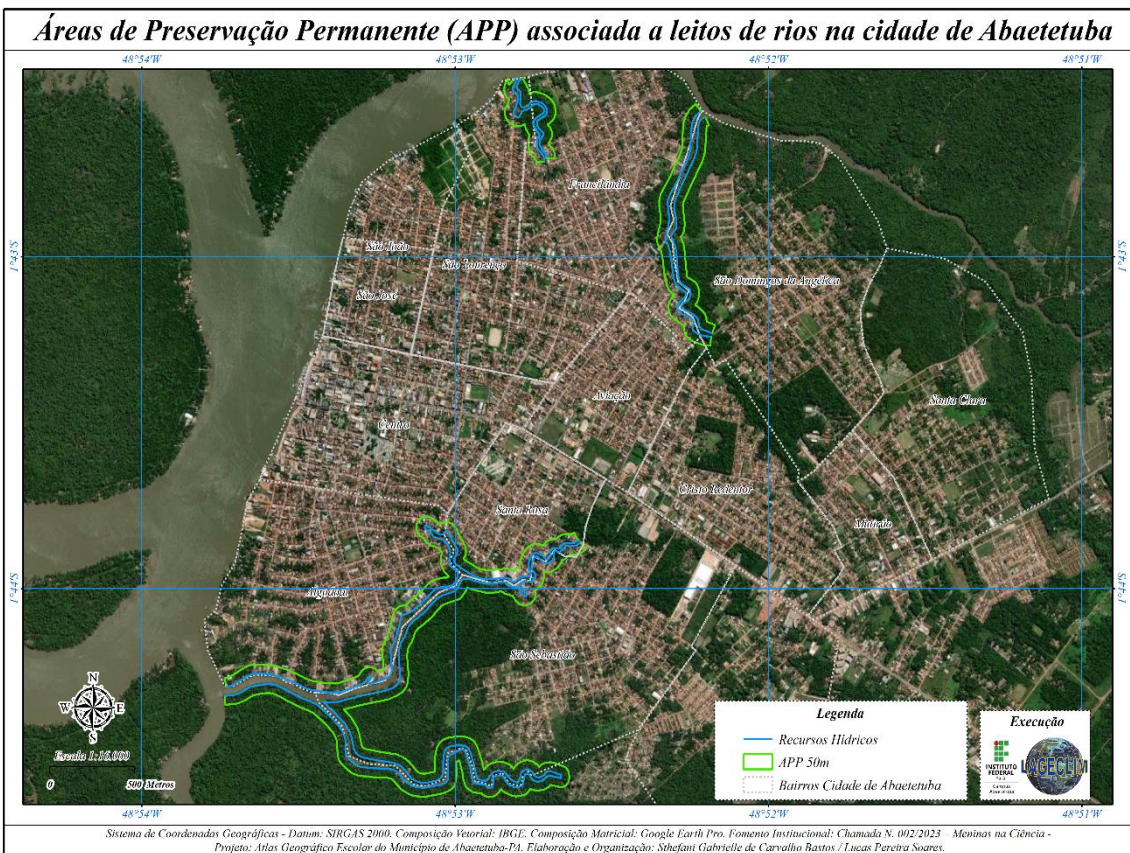 Áreas de Preservação Permanente (APP) associada a leitos de rios na cidade de Abaetetuba
48°54'W 48°53'W 48°52'W 48°51'W
Francilândia
1°43'S 1°43'S
São João
São Lourenço
São Domingos da Angélica
São José
Aviação
Santa Clara
Centro
Cristo Redentor
Santa Rosa
Mutirão
1°44'S 1°44'S
Algodoal
São Sebastião
N
W E
S
Escala 1:16.000
0 500 Metros
Legenda
Recursos Hídricos
APP 50m
Bairros Cidade de Abaetetuba
Execução
INSTITUTO
FEDERAL
Pará
Campus
Abaetetuba
LAGECLIM
48°54'W 48°53'W 48°52'W 48°51'W
Sistema de Coordenadas Geográficas - Datum: SIRGAS 2000. Composição Vetorial: IBGE. Composição Matricial: Google Earth Pro. Fomento Institucional: Chamada N. 002/2023 – Meninas na Ciência -
Projeto: Atlas Geográfico Escolar do Município de Abaetetuba-PA. Elaboração e Organização: Sthefani Gabrielle de Carvalho Bastos / Lucas Pereira Soares.